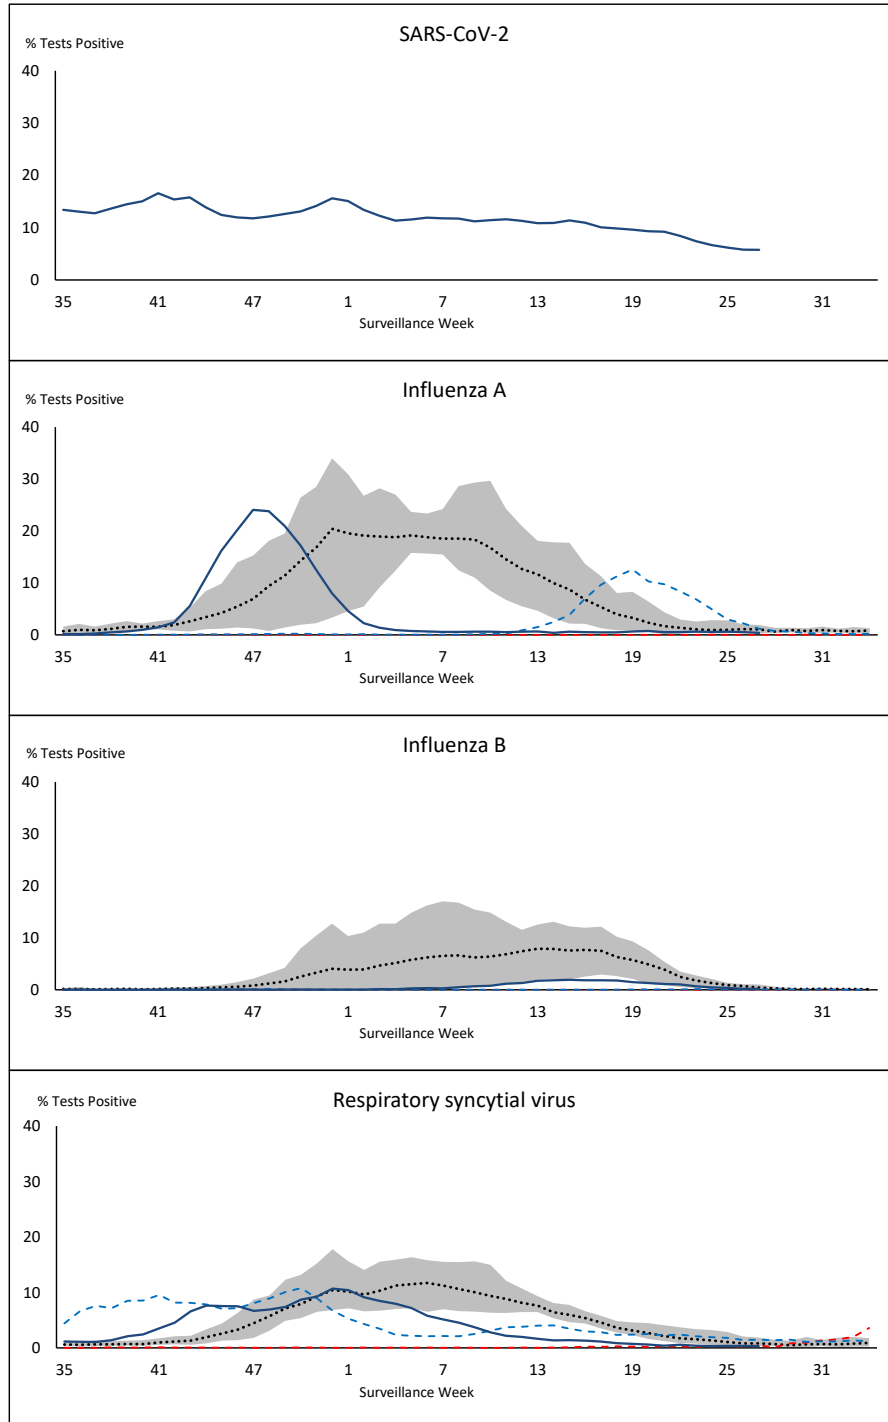 SARS-CoV-2
% Tests Positive
40
30
20
10
0
35 41 47 1 7 13 19 25 31
Surveillance Week
Influenza A
% Tests Positive
40
30
20
10
0
35 41 47 1 7 13 19 25 31
Surveillance Week
Influenza B
% Tests Positive
40
30
20
10
0
35 41 47 1 7 13 19 25 31
Surveillance Week
Respiratory syncytial virus
% Tests Positive
40
30
20
10
0
35 41 47 1 7 13 19 25 31
Surveillance Week